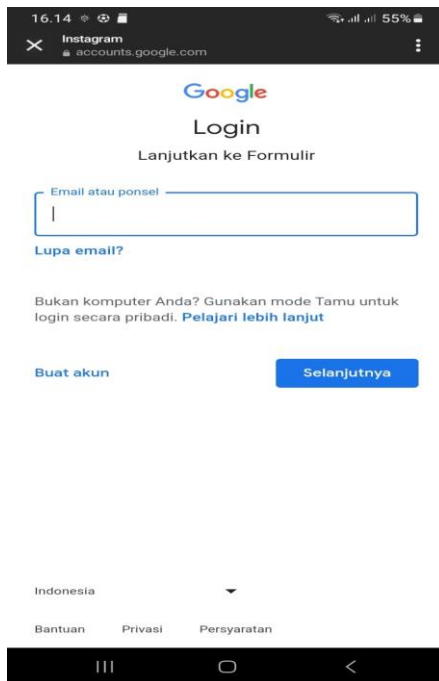 16.14 55%
Instagram
accounts.google.com
Google
Login
Lanjutkan ke Formulir
Email atau ponsel
Lupa email?
Bukan komputer Anda? Gunakan mode Tamu untuk
login secara pribadi. Pelajari lebih lanjut
Buat akun Selanjutnya
Indonesia
Bantuan Privasi Persyaratan